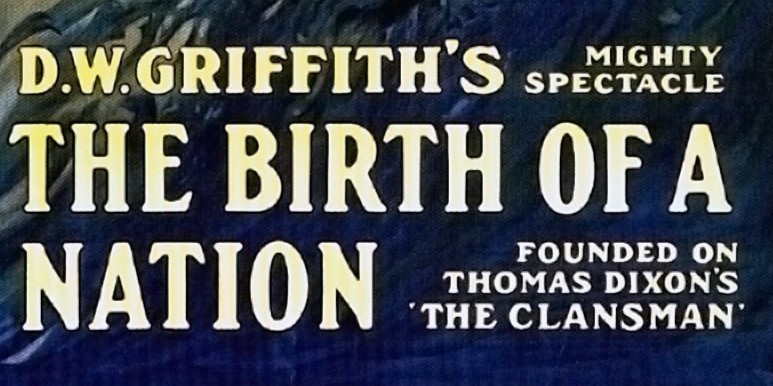 D.W.GRIFFITH'S MIGHTY SPECTACLE
THE BIRTH OF A
NATION
FOUNDED ON
THOMAS DIXON'S
'THE CLANSMAN'